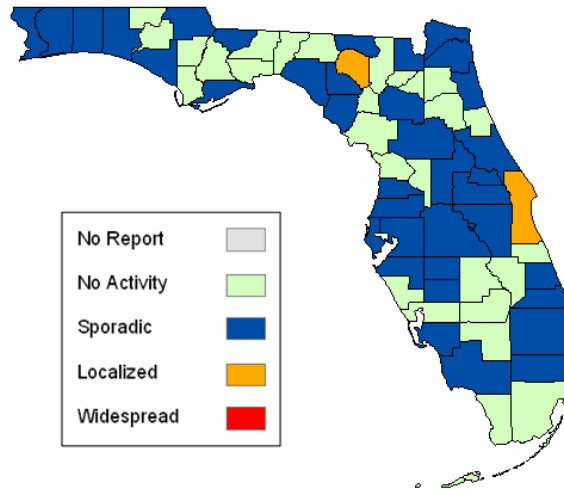 No Report
No Activity
Sporadic
Localized
Widespread